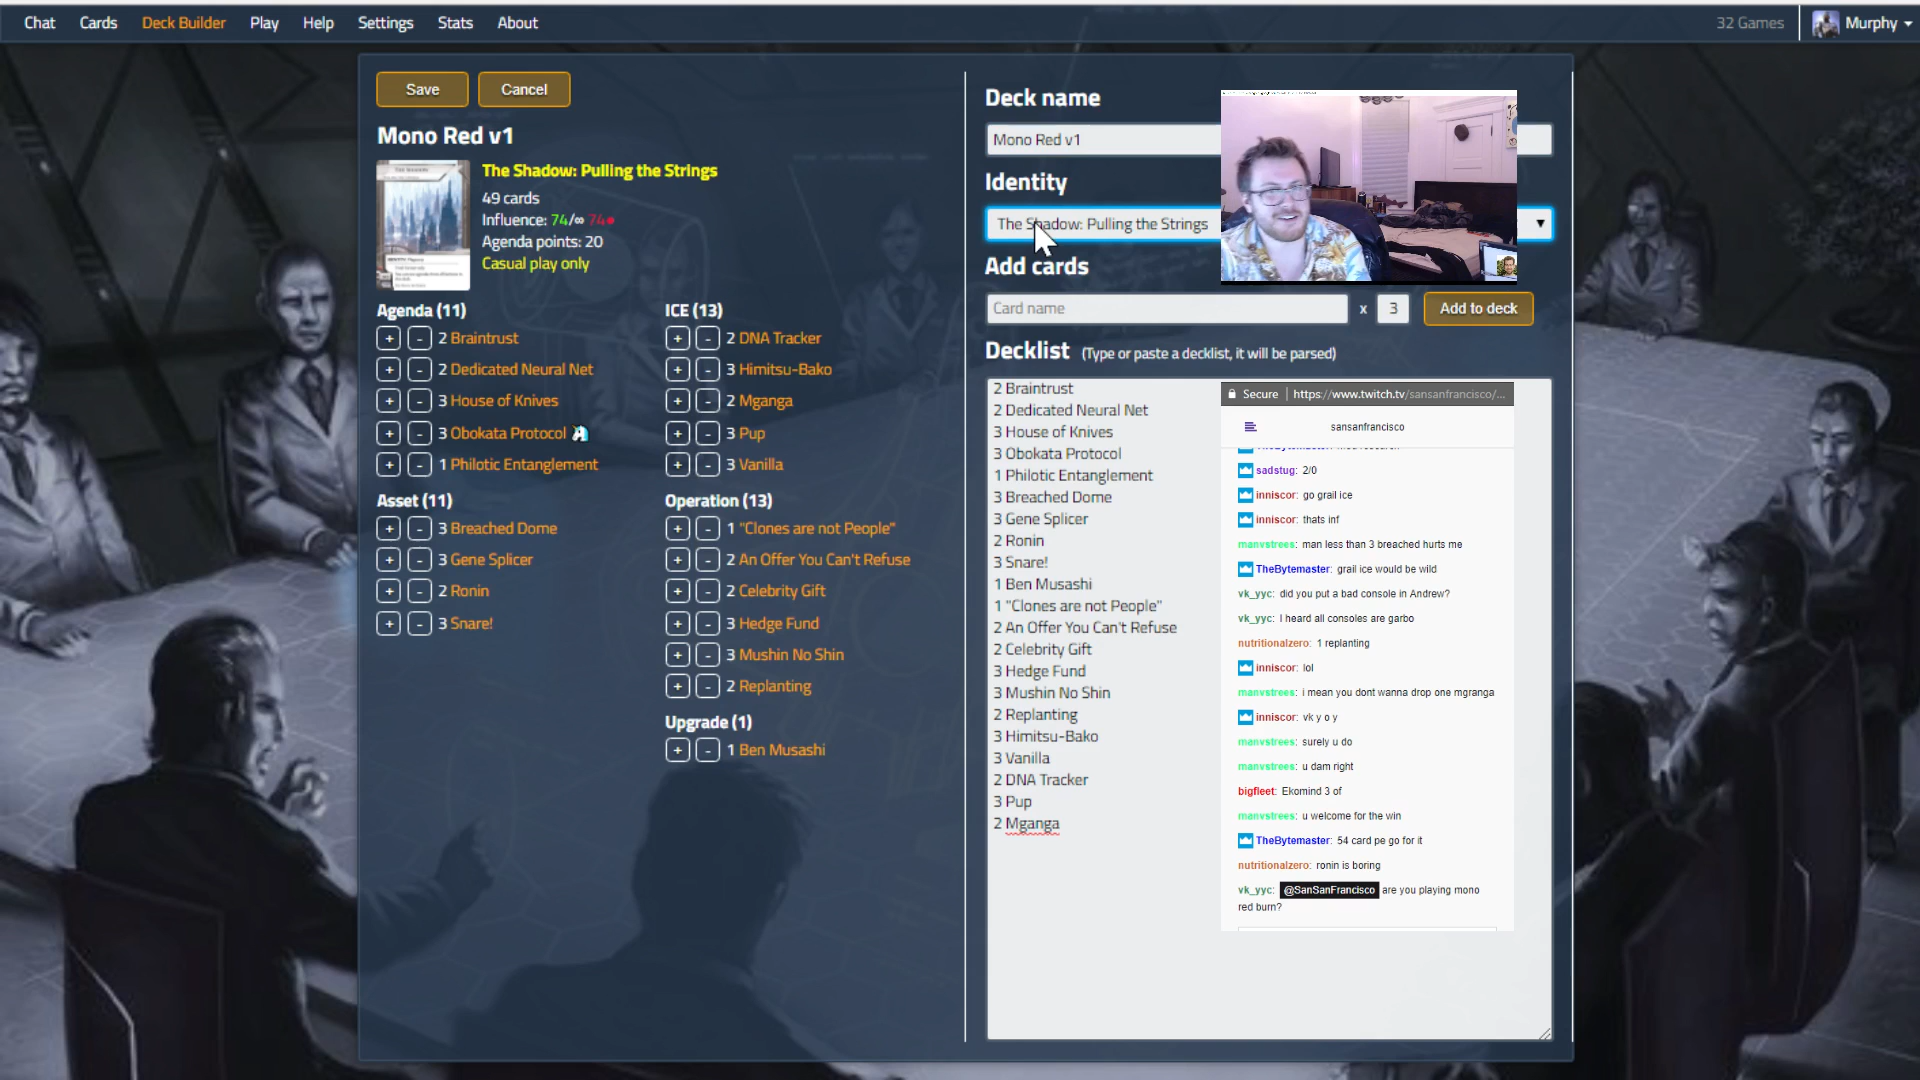 Chat Cards Deck Builder Play Help Settings Stats About 32 Games Murphy
Save Cancel
Mono Red v1
The Shadow: Pulling the Strings
49 cards
Influence: 74/∞ 74●
Agenda points: 20
Casual play only
Agenda (11)
+ - 2 Braintrust
+ - 2 Dedicated Neural Net
+ - 3 House of Knives
+ - 3 Obokata Protocol
+ - 1 Philotic Entanglement
Asset (11)
+ - 3 Breached Dome
+ - 3 Gene Splicer
+ - 2 Ronin
+ - 3 Snare!
ICE (13)
+ - 2 DNA Tracker
+ - 3 Himitsu-Bako
+ - 2 Mganga
+ - 3 Pup
+ - 3 Vanilla
Operation (13)
+ - 1 "Clones are not People"
+ - 2 An Offer You Can't Refuse
+ - 2 Celebrity Gift
+ - 3 Hedge Fund
+ - 3 Mushin No Shin
+ - 2 Replanting
Upgrade (1)
+ - 1 Ben Musashi
Deck name
Mono Red v1
Identity
The Shadow: Pulling the Strings
Add cards
Card name x 3 Add to deck
Decklist (Type or paste a decklist, it will be parsed)
2 Braintrust
2 Dedicated Neural Net
3 House of Knives
3 Obokata Protocol
1 Philotic Entanglement
3 Breached Dome
3 Gene Splicer
2 Ronin
3 Snare!
1 Ben Musashi
1 "Clones are not People"
2 An Offer You Can't Refuse
2 Celebrity Gift
3 Hedge Fund
3 Mushin No Shin
2 Replanting
3 Himitsu-Bako
3 Vanilla
2 DNA Tracker
3 Pup
2 Mganga
Secure https://www.twitch.tv/sansanfrancisco/...
sansanfrancisco
sadstug: 2/0
inniscor: go grail ice
inniscor: thats inf
manvstrees: man less than 3 breached hurts me
TheBytemaster: grail ice would be wild
vk_yyc: did you put a bad console in Andrew?
vk_yyc: I heard all consoles are garbo
nutritionalzero: 1 replanting
inniscor: lol
manvstrees: i mean you dont wanna drop one mgranga
inniscor: vk y o y
manvstrees: surely u do
manvstrees: u dam right
bigfleet: Ekomind 3 of
manvstrees: u welcome for the win
TheBytemaster: 54 card pe go for it
nutritionalzero: ronin is boring
vk_yyc: @SanSanFrancisco are you playing mono
red burn?